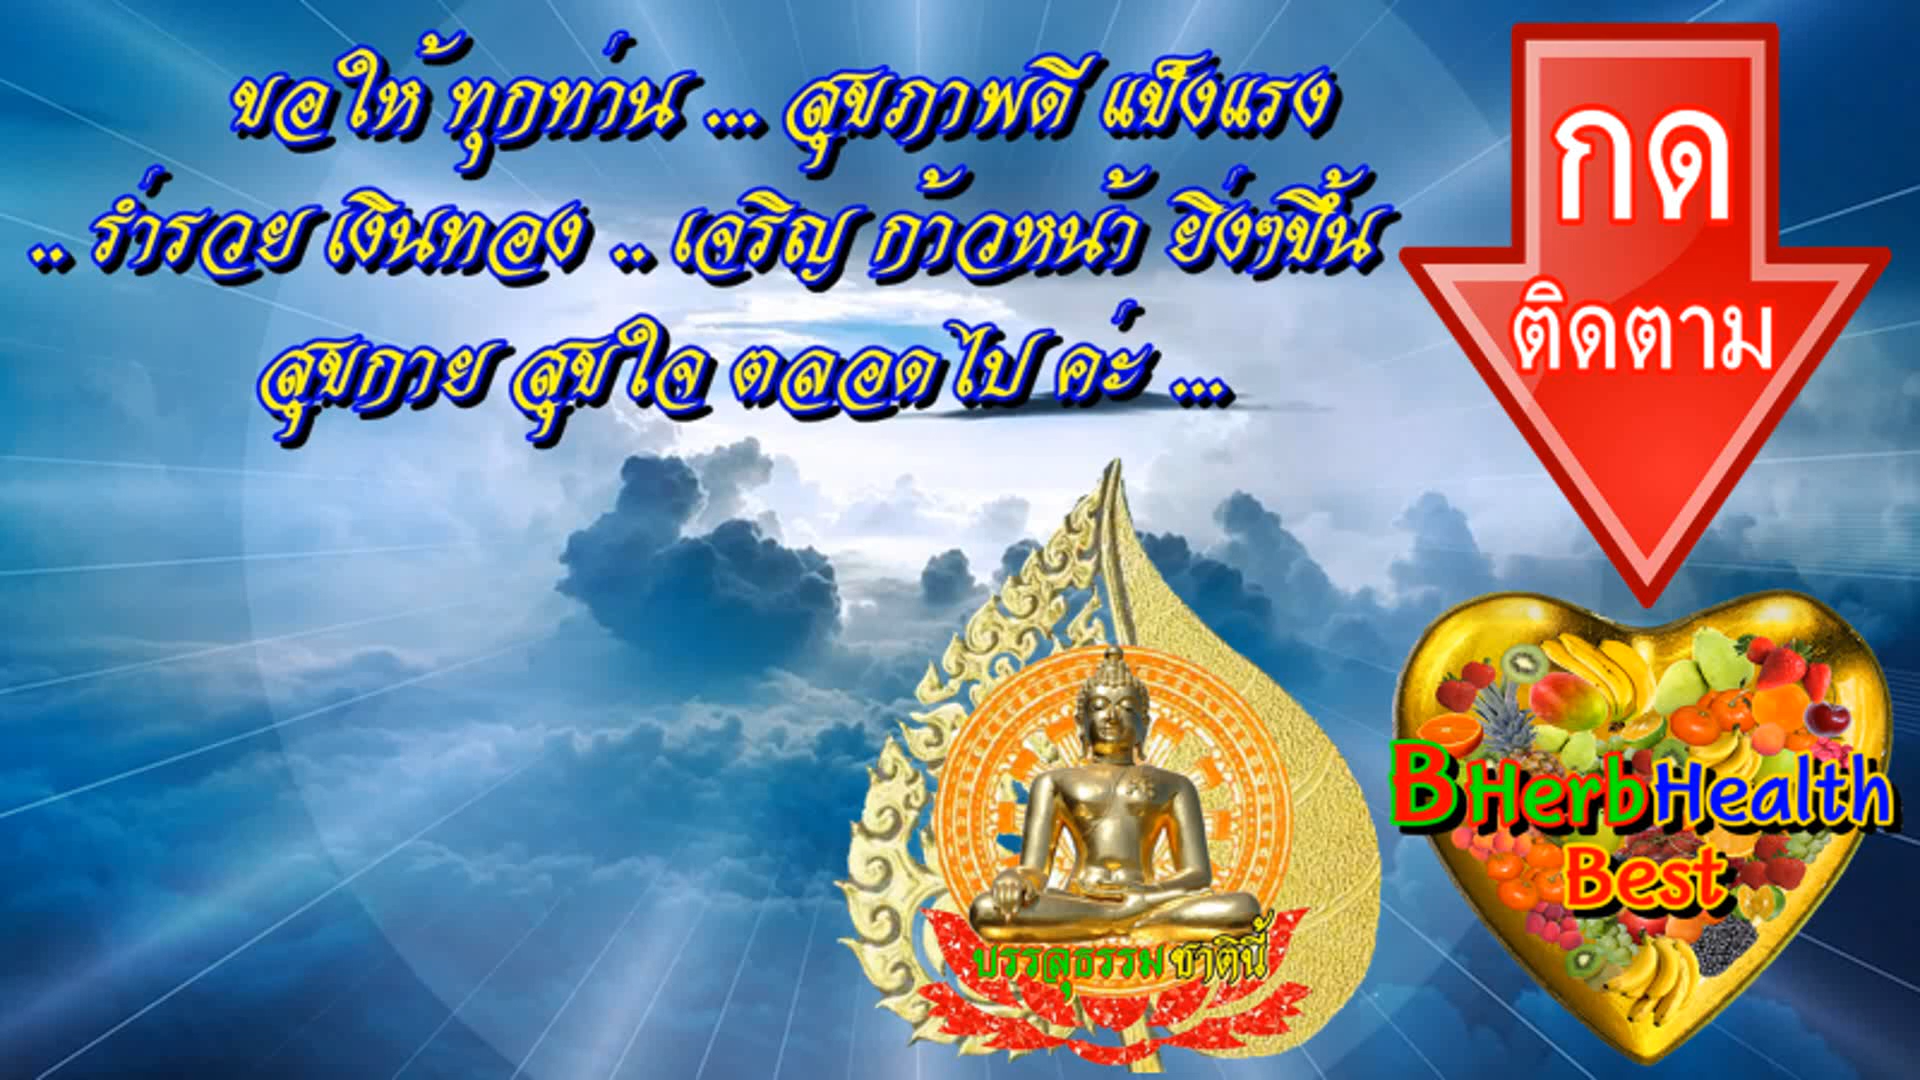 ขอให้ ทุกท่าน ... สุขภาพดี แข็งแรง
.. ร่ำรวย เงินทอง .. เจริญ ก้าวหน้า ยิ่งๆขึ้น
สุขกาย สุขใจ ตลอดไป ค่ะ ...
กด
ติดตาม
บรรลุธรรม ชาตินี้
B Herb Health
Best